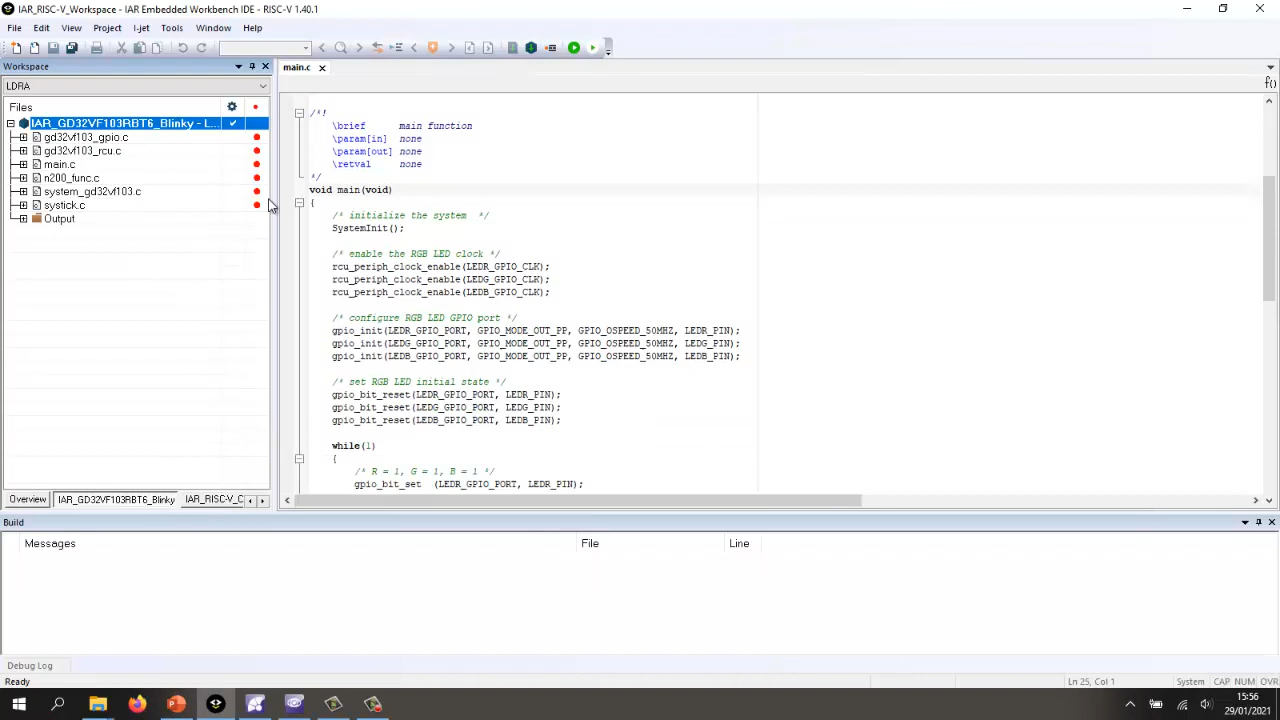 IAR_RISC-V_Workspace - IAR Embedded Workbench IDE - RISC-V 1.40.1
File Edit View Project I-jet Tools Window Help
Workspace
main.c
LDRA
f()
Files
IAR_GD32VF103RBT6_Blinky - L...
gd32vf103_gpio.c
gd32vf103_rcu.c
main.c
n200_func.c
system_gd32vf103.c
systick.c
Output
/*!
\brief main function
\param[in] none
\param[out] none
\retval none
*/
void main(void)
{
/* initialize the system */
SystemInit();
/* enable the RGB LED clock */
rcu_periph_clock_enable(LEDR_GPIO_CLK);
rcu_periph_clock_enable(LEDG_GPIO_CLK);
rcu_periph_clock_enable(LEDB_GPIO_CLK);
/* configure RGB LED GPIO port */
gpio_init(LEDR_GPIO_PORT, GPIO_MODE_OUT_PP, GPIO_OSPEED_50MHZ, LEDR_PIN);
gpio_init(LEDG_GPIO_PORT, GPIO_MODE_OUT_PP, GPIO_OSPEED_50MHZ, LEDG_PIN);
gpio_init(LEDB_GPIO_PORT, GPIO_MODE_OUT_PP, GPIO_OSPEED_50MHZ, LEDB_PIN);
/* set RGB LED initial state */
gpio_bit_reset(LEDR_GPIO_PORT, LEDR_PIN);
gpio_bit_reset(LEDG_GPIO_PORT, LEDG_PIN);
gpio_bit_reset(LEDB_GPIO_PORT, LEDB_PIN);
while(1)
{
/* R = 1, G = 1, B = 1 */
gpio_bit_set (LEDR_GPIO_PORT, LEDR_PIN);
Overview IAR_GD32VF103RBT6_Blinky IAR_RISC-V_C
Build
Messages File Line
Debug Log
Ready Ln 25, Col 1 System CAP NUM OVR
15:56
29/01/2021